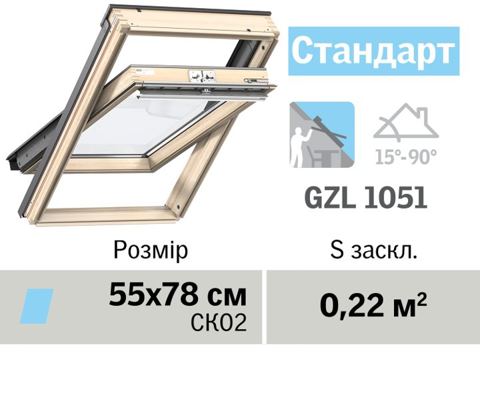 Стандарт
15°-90°
GZL 1051
Розмір
S заскл.
55x78 см
CK02
0,22 м²